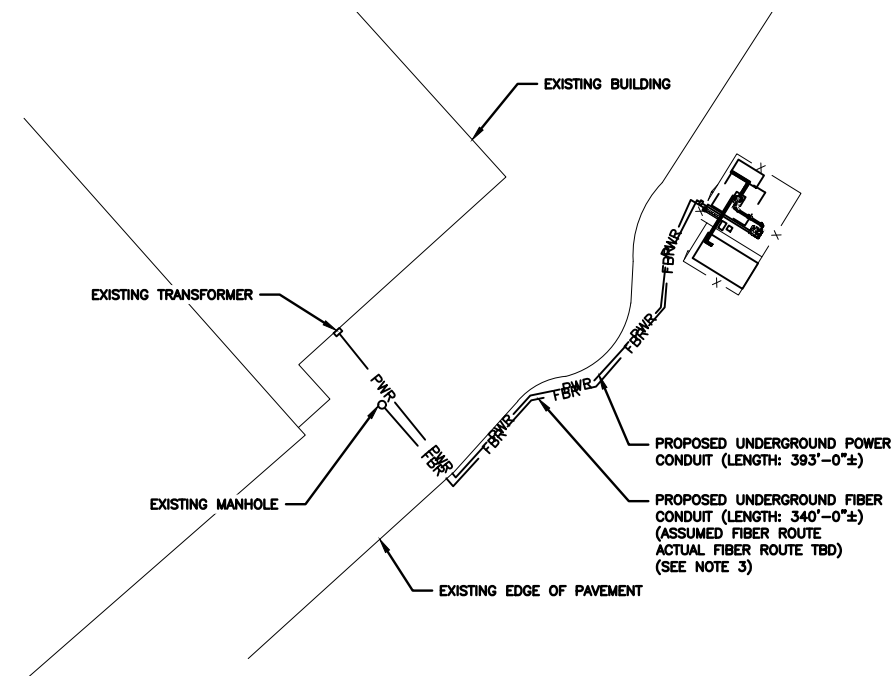 EXISTING BUILDING
EXISTING TRANSFORMER
PWR
PWR
FBR
EXISTING MANHOLE
PWR
FBR
PWR
FBR
PWR
FBR
PWR
FBR
X
X
X
X
PROPOSED UNDERGROUND POWER
CONDUIT (LENGTH: 393'-0"±)
PROPOSED UNDERGROUND FIBER
CONDUIT (LENGTH: 340'-0"±)
(ASSUMED FIBER ROUTE
ACTUAL FIBER ROUTE TBD)
(SEE NOTE 3)
EXISTING EDGE OF PAVEMENT